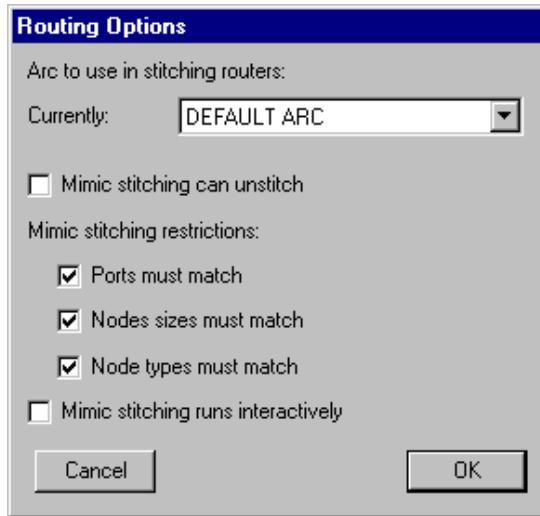 Routing Options
Arc to use in stitching routers:
Currently: DEFAULT ARC
Mimic stitching can unstitch
Mimic stitching restrictions:
Ports must match
Nodes sizes must match
Node types must match
Mimic stitching runs interactively
Cancel OK